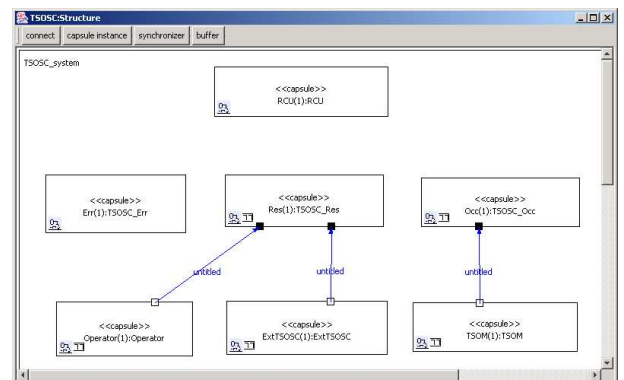 TSOSC:Structure
connect capsule instance synchronizer buffer
TSOSC_system
<<capsule>>
RCU(1):RCU
<<capsule>>
Err(1):TSOSC_Err
<<capsule>>
Res(1):TSOSC_Res
<<capsule>>
Occ(1):TSOSC_Occ
untitled
untitled
untitled
<<capsule>>
Operator(1):Operator
<<capsule>>
ExtTSOSC(1):ExtTSOSC
<<capsule>>
TSOM(1):TSOM